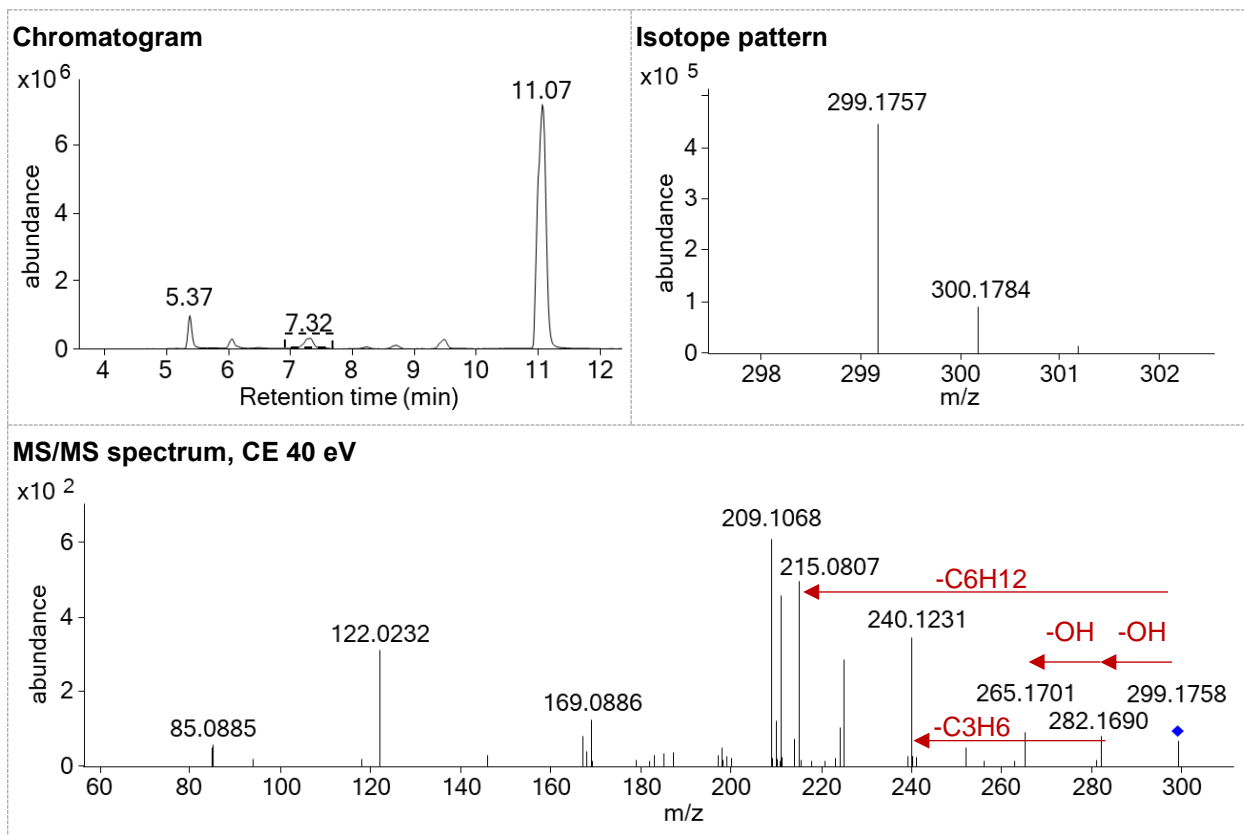 Chromatogram
x10 6
11.07
6
4
2
0
5.37
7.32
abundance
4 5 6 7 8 9 10 11 12
Retention time (min)
Isotope pattern
x10 5
299.1757
4
3
2
1
0
300.1784
abundance
298 299 300 301 302
m/z
MS/MS spectrum, CE 40 eV
x10 2
209.1068
6
215.0807
-C6H12
4
240.1231
-OH -OH
122.0232
2
265.1701
299.1758
169.0886
282.1690
85.0885
-C3H6
0
abundance
60 80 100 120 140 160 180 200 220 240 260 280 300
m/z